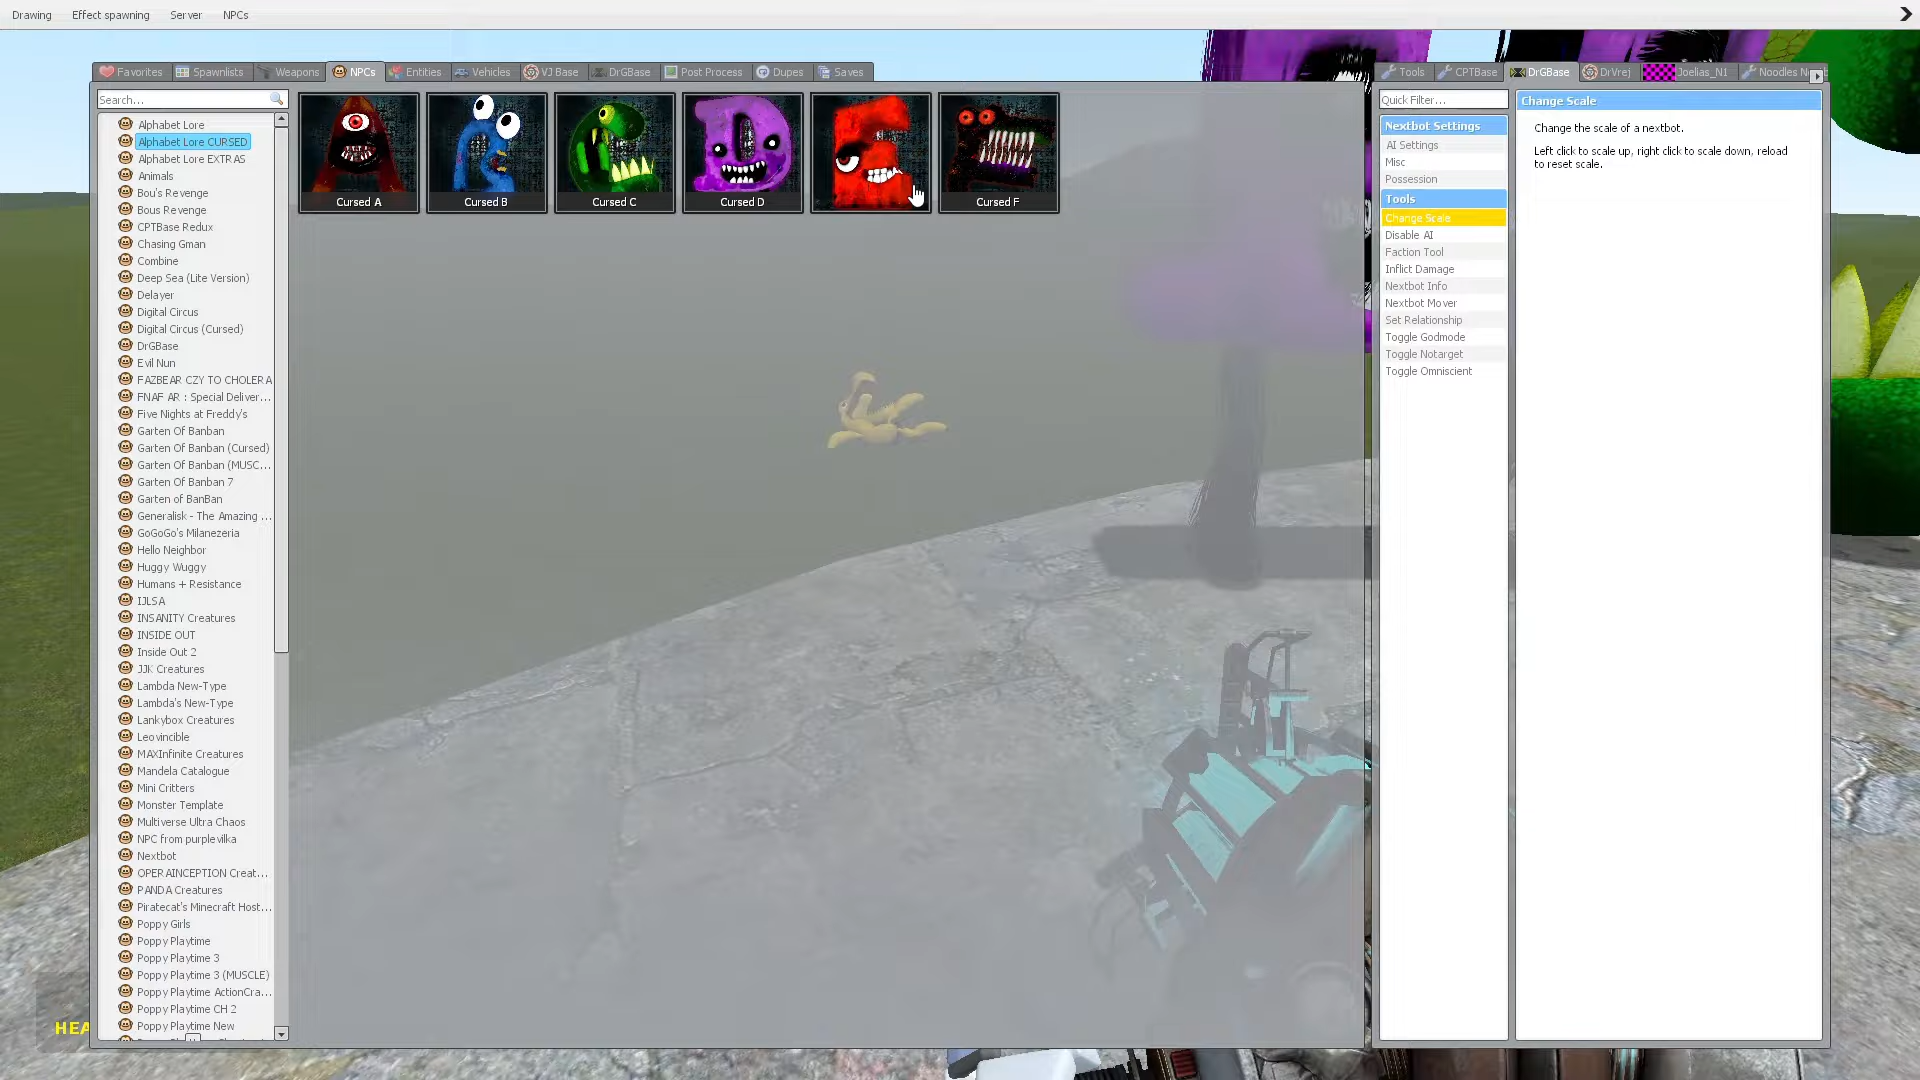 Drawing Effect spawning Server NPCs
Favorites Spawnlists Weapons NPCs Entities Vehicles VJ Base DrGBase Post Process Dupes Saves
Search...
Alphabet Lore
Alphabet Lore CURSED
Alphabet Lore EXTRAS
Animals
Bou's Revenge
Bous Revenge
CPTBase Redux
Chasing Gman
Combine
Deep Sea (Lite Version)
Delayer
Digital Circus
Digital Circus (Cursed)
DrGBase
Evil Nun
FAZBEAR CZY TO CHOLERA
FNAF AR : Special Deliver...
Five Nights at Freddy's
Garten Of Banban
Garten Of Banban (Cursed)
Garten Of Banban (MUSC...
Garten Of Banban 7
Garten of BanBan
Generalisk - The Amazing ...
GoGoGo's Milanezeria
Hello Neighbor
Huggy Wuggy
Humans + Resistance
IJLSA
INSANITY Creatures
INSIDE OUT
Inside Out 2
JJK Creatures
Lambda New-Type
Lambda's New-Type
Lankybox Creatures
Leovincible
MAXInfinite Creatures
Mandela Catalogue
Mini Critters
Monster Template
Multiverse Ultra Chaos
NPC from purplevilka
Nextbot
OPERAINCEPTION Creat...
PANDA Creatures
Piratecat's Minecraft Host...
Poppy Girls
Poppy Playtime
Poppy Playtime 3
Poppy Playtime 3 (MUSCLE)
Poppy Playtime ActionCra...
Poppy Playtime CH 2
Poppy Playtime New
Cursed A Cursed B Cursed C Cursed D Cursed F
Tools CPTBase DrGBase DrVrej Joelias_N1 Noodles
Quick Filter...
Nextbot Settings
AI Settings
Misc
Possession
Tools
Change Scale
Disable AI
Faction Tool
Inflict Damage
Nextbot Info
Nextbot Mover
Set Relationship
Toggle Godmode
Toggle Notarget
Toggle Omniscient
Change Scale
Change the scale of a nextbot.
Left click to scale up, right click to scale down, reload
to reset scale.
HEA